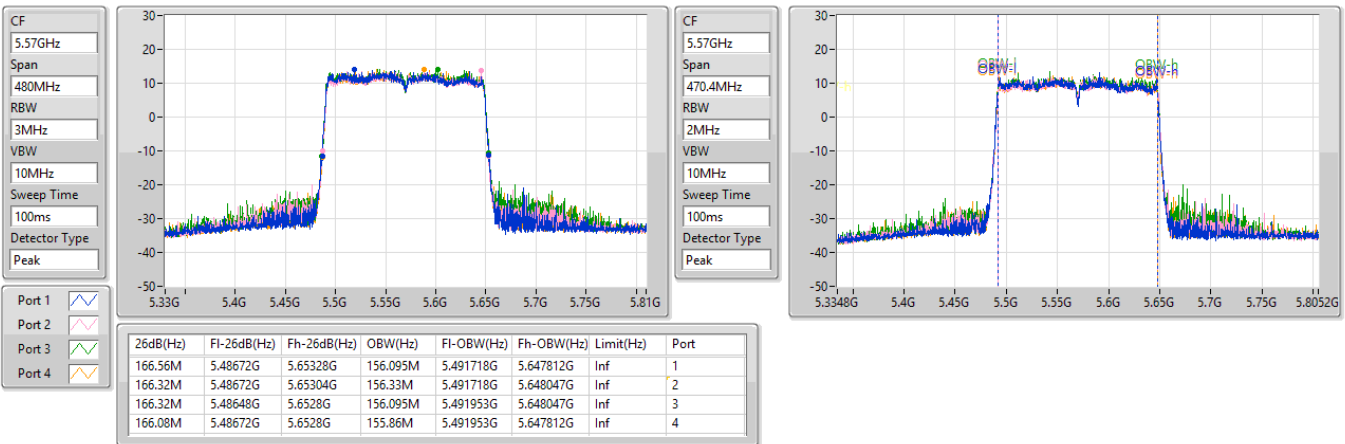 CF
5.57GHz
Span
480MHz
RBW
3MHz
VBW
10MHz
Sweep Time
100ms
Detector Type
Peak
30
20
10
0
-10
-20
-30
-40
-50
5.33G 5.4G 5.45G 5.5G 5.55G 5.6G 5.65G 5.7G 5.75G 5.81G
CF
5.57GHz
Span
470.4MHz
RBW
2MHz
VBW
10MHz
Sweep Time
100ms
Detector Type
Peak
30
20
10
0
-10
-20
-30
-40
-50
OBW-l OBW-h
5.3348G 5.4G 5.45G 5.5G 5.55G 5.6G 5.65G 5.7G 5.75G 5.8052G
Port 1
Port 2
Port 3
Port 4
26dB(Hz) Fl-26dB(Hz) Fh-26dB(Hz) OBW(Hz) Fl-OBW(Hz) Fh-OBW(Hz) Limit(Hz) Port
166.56M 5.48672G 5.65328G 156.095M 5.491718G 5.647812G Inf 1
166.32M 5.48672G 5.65304G 156.33M 5.491718G 5.648047G Inf 2
166.32M 5.48648G 5.6528G 156.095M 5.491953G 5.648047G Inf 3
166.08M 5.48672G 5.6528G 155.86M 5.491953G 5.647812G Inf 4